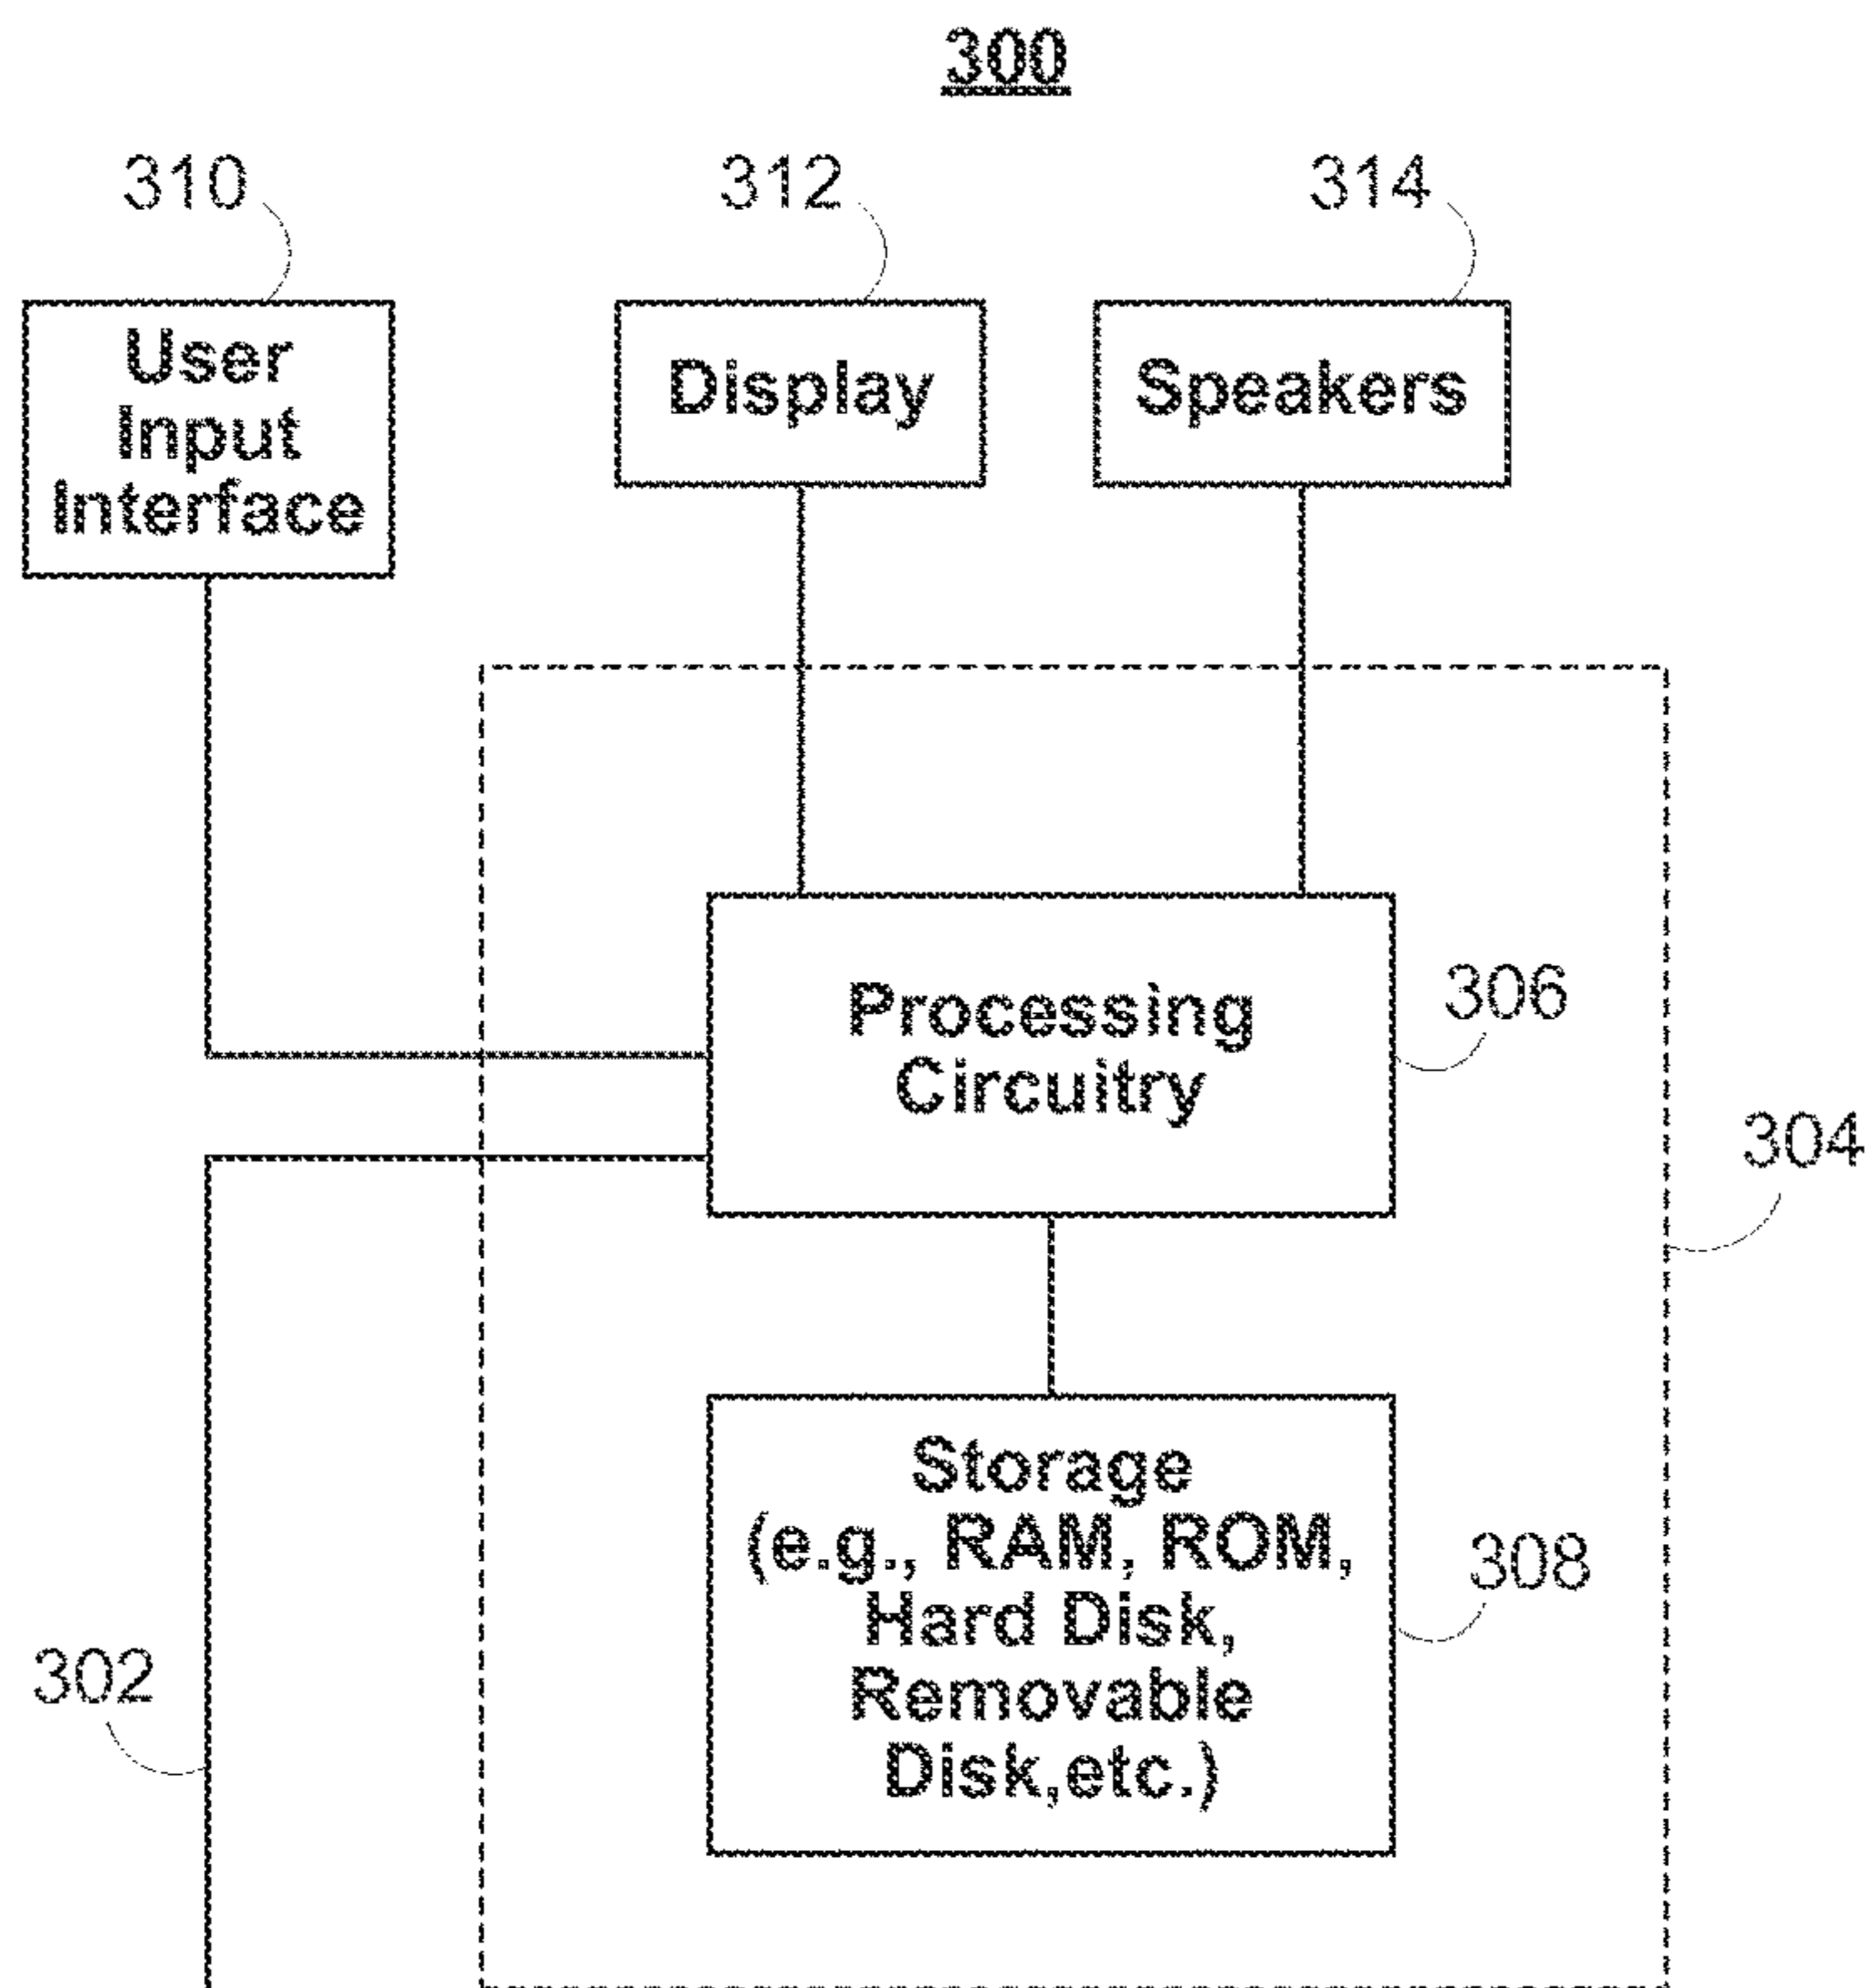 300
310
312
314
User
Input
Interface
Display
Speakers
Processing
Circuitry
306
304
Storage
(e.g., RAM, ROM,
Hard Disk,
Removable
Disk,etc.)
308
302